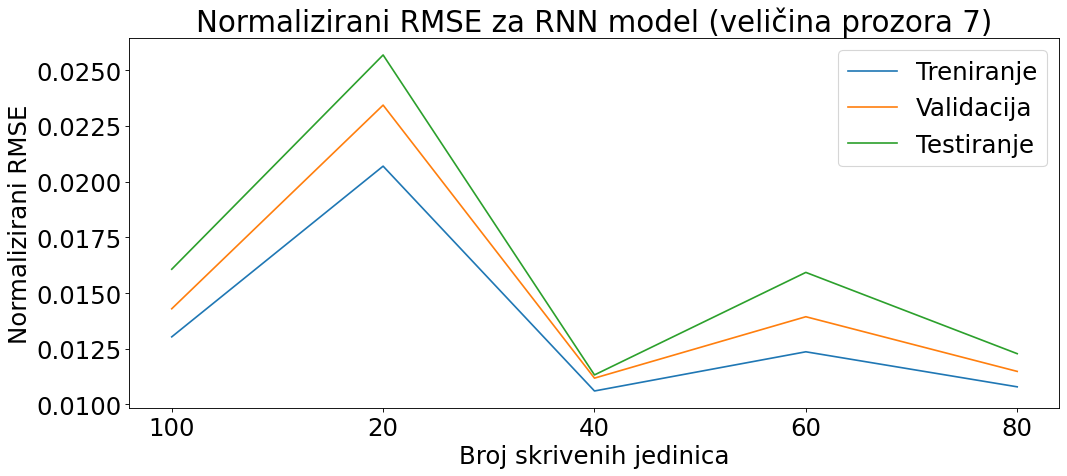 Normalizirani RMSE za RNN model (veličina prozora 7)
Normalizirani RMSE
0.0250
0.0225
0.0200
0.0175
0.0150
0.0125
0.0100
Treniranje
Validacija
Testiranje
100 20 40 60 80
Broj skrivenih jedinica